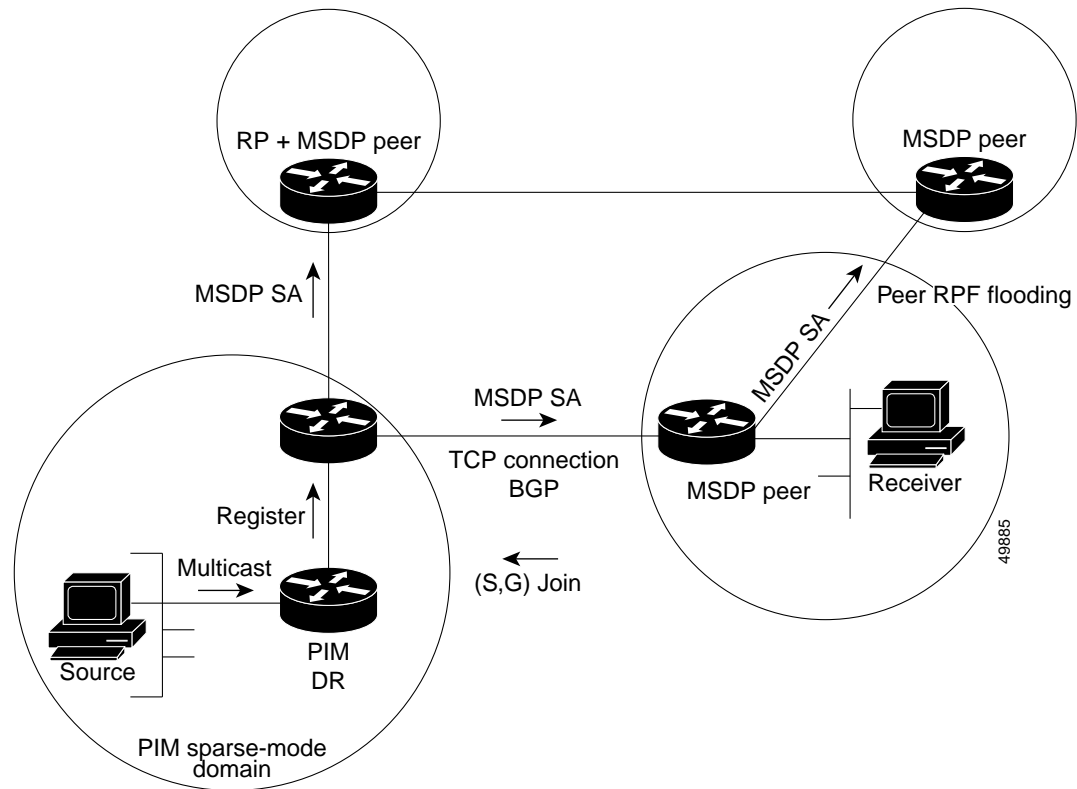 RP + MSDP peer
MSDP peer
MSDP SA
Peer RPF flooding
MSDP SA
MSDP SA
TCP connection
BGP
MSDP peer
Receiver
Register
49885
Multicast
(S,G) Join
Source
PIM
DR
PIM sparse-mode
domain